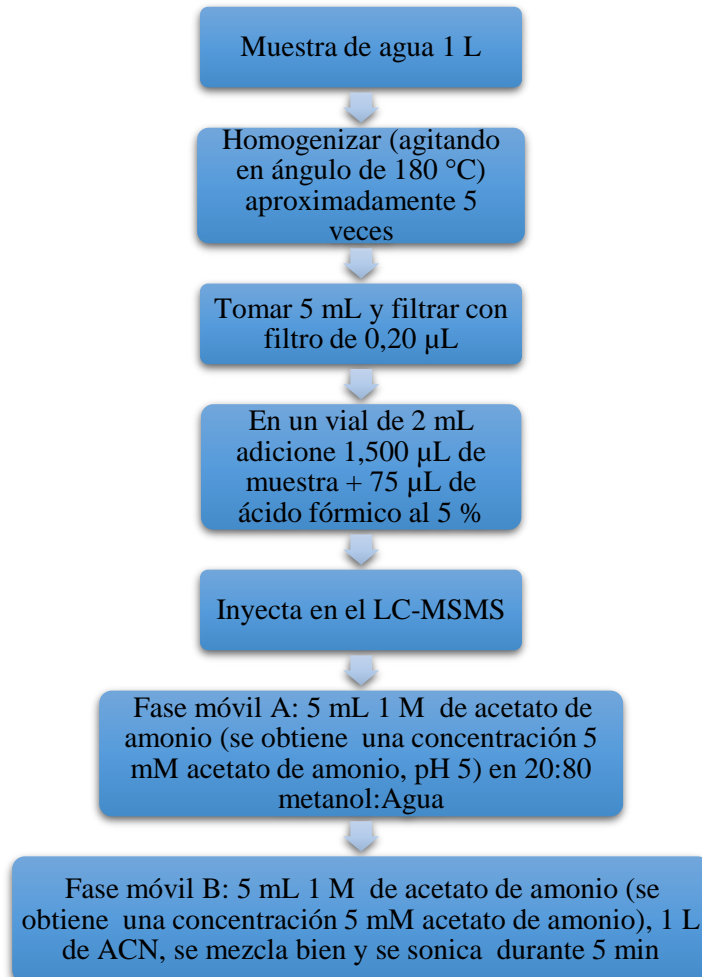 Muestra de agua 1 L
Homogenizar (agitando
en ángulo de 180 °C)
aproximadamente 5
veces
Tomar 5 mL y filtrar con
filtro de 0,20 µL
En un vial de 2 mL
adicione 1,500 µL de
muestra + 75 µL de
ácido fórmico al 5 %
Inyecta en el LC-MSMS
Fase móvil A: 5 mL 1 M de acetato de
amonio (se obtiene una concentración 5
mM acetato de amonio, pH 5) en 20:80
metanol:Agua
Fase móvil B: 5 mL 1 M de acetato de amonio (se
obtiene una concentración 5 mM acetato de amonio), 1 L
de ACN, se mezcla bien y se sonica durante 5 min